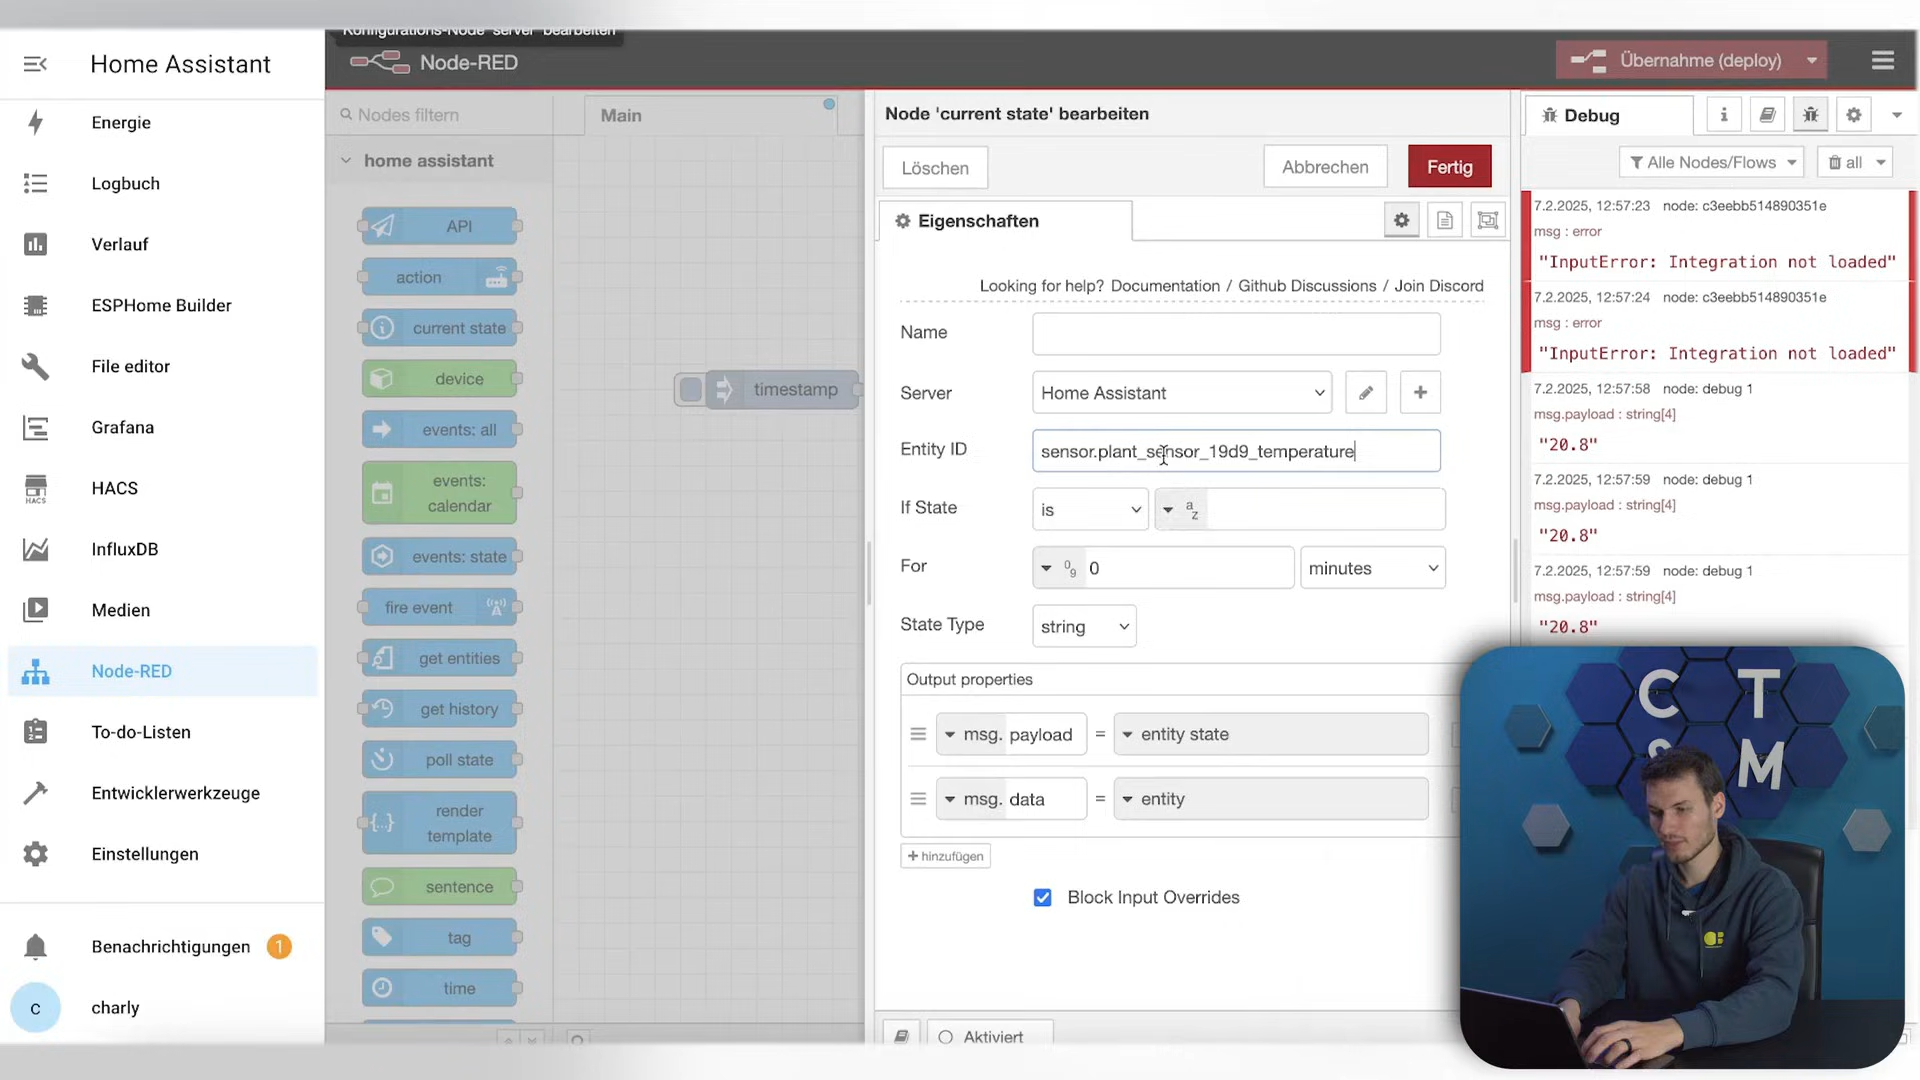 Konfigurations-Node 'server' bearbeiten
Home Assistant
Energie
Logbuch
Verlauf
ESPHome Builder
File editor
Grafana
HACS
HACS
InfluxDB
Medien
Node-RED
To-do-Listen
Entwicklerwerkzeuge
Einstellungen
Benachrichtigungen 1
C charly
Node-RED
Übernahme (deploy)
Nodes filtern
home assistant
API
action
current state
device
events: all
events:
calendar
events: state
fire event
get entities
get history
poll state
render
template
sentence
tag
time
Main
timestamp
Node 'current state' bearbeiten
Löschen
Abbrechen
Fertig
Eigenschaften
Looking for help? Documentation / Github Discussions / Join Discord
Name
Server Home Assistant
Entity ID sensor.plant_sensor_19d9_temperature
If State is a z
For 0 9 0 minutes
State Type string
Output properties
msg. payload = entity state
msg. data = entity
+ hinzufügen
Block Input Overrides
Aktiviert
Debug
Alle Nodes/Flows all
7.2.2025, 12:57:23 node: c3eebb514890351e
msg : error
"InputError: Integration not loaded"
7.2.2025, 12:57:24 node: c3eebb514890351e
msg : error
"InputError: Integration not loaded"
7.2.2025, 12:57:58 node: debug 1
msg.payload : string[4]
"20.8"
7.2.2025, 12:57:59 node: debug 1
msg.payload : string[4]
"20.8"
7.2.2025, 12:57:59 node: debug 1
msg.payload : string[4]
"20.8"
C T
M